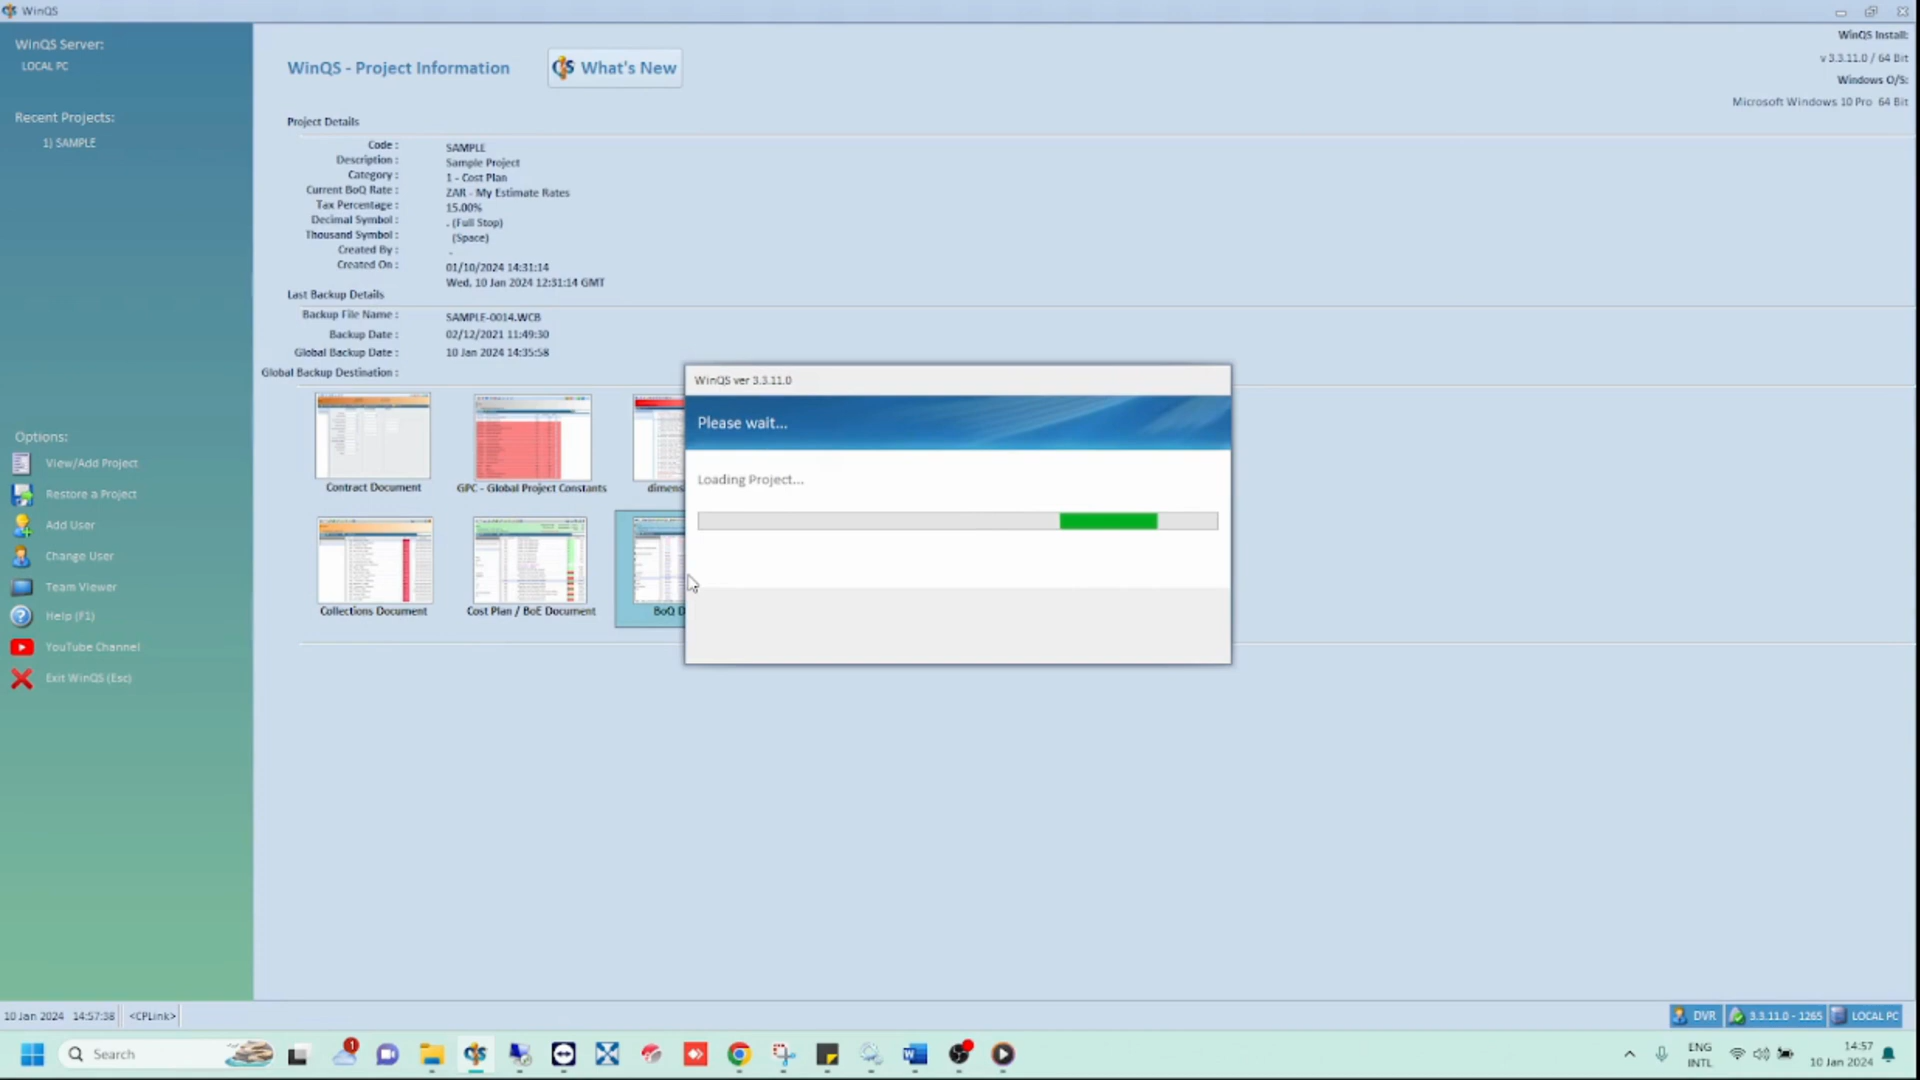 WinQS
WinQS Server:
LOCAL PC
Recent Projects:
1) SAMPLE
Options:
View/Add Project
Restore a Project
Add User
Change User
Team Viewer
Help (F1)
YouTube Channel
Exit WinQS (Esc)
WinQS - Project Information
What's New
WinQS Install:
v 3.3.11.0 / 64 Bit
Windows O/S:
Microsoft Windows 10 Pro 64 Bit
Project Details
Code : SAMPLE
Description : Sample Project
Category : 1 - Cost Plan
Current BoQ Rate : ZAR - My Estimate Rates
Tax Percentage : 15.00%
Decimal Symbol : . (Full Stop)
Thousand Symbol : (Space)
Created By : -
Created On : 01/10/2024 14:31:14
Wed, 10 Jan 2024 12:31:14 GMT
Last Backup Details
Backup File Name : SAMPLE-0014.WCB
Backup Date : 02/12/2021 11:49:30
Global Backup Date : 10 Jan 2024 14:35:58
Global Backup Destination :
Contract Document
GPC - Global Project Constants
dimens
Collections Document
Cost Plan / BoE Document
BoQ D
WinQS ver 3.3.11.0
Please wait...
Loading Project...
10 Jan 2024 14:57:38 <CPLink>
DVR 3.3.11.0 - 1265 LOCAL PC
Search
1
ENG
INTL
14:57
10 Jan 2024